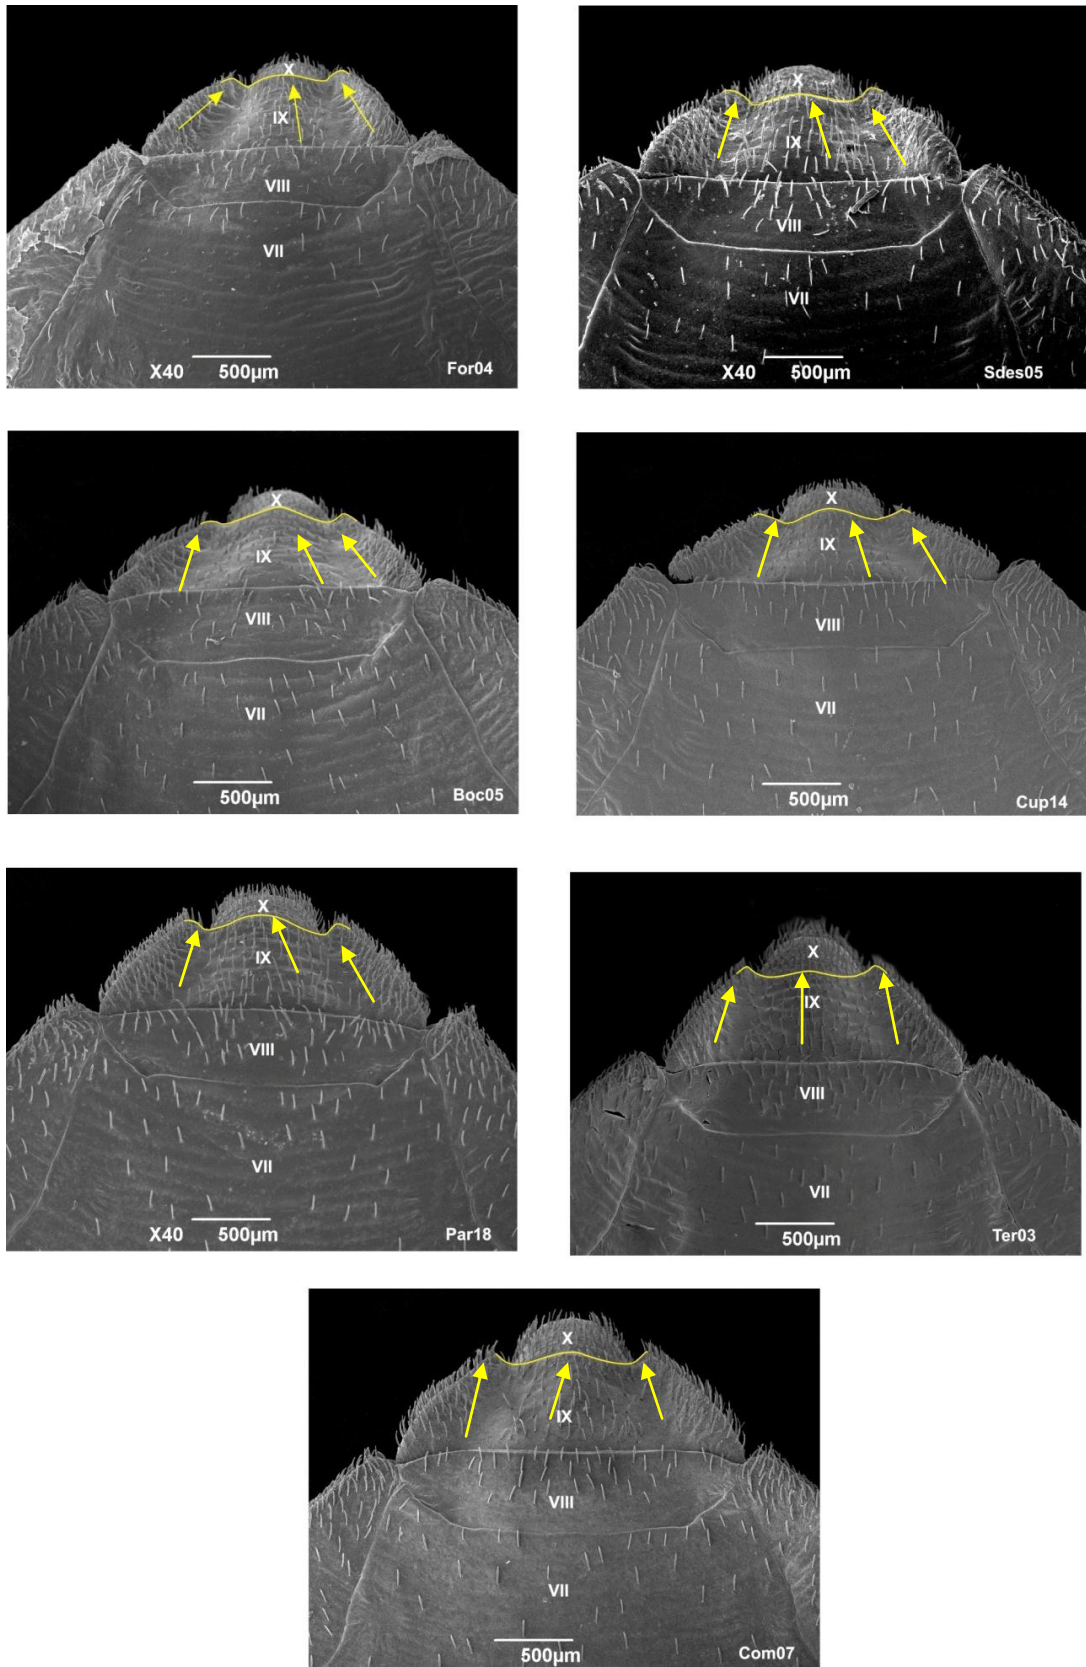 X
IX
VIII
VII
X40 500µm For04
X
IX
VIII
VII
X40 500µm Sdes05
X
IX
VIII
VII
500µm Boc05
X
IX
VIII
VII
500µm Cup14
X
IX
VIII
VII
X40 500µm Par18
X
IX
VIII
VII
500µm Ter03
X
IX
VIII
VII
500µm Com07